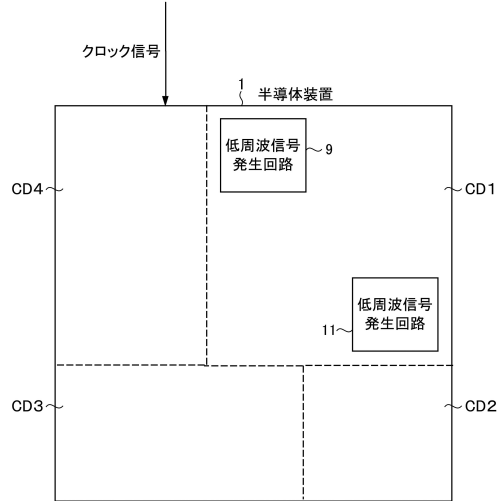 クロック信号
1
半導体装置
低周波信号
発生回路
9
CD4
CD1
低周波信号
発生回路
11
CD3
CD2